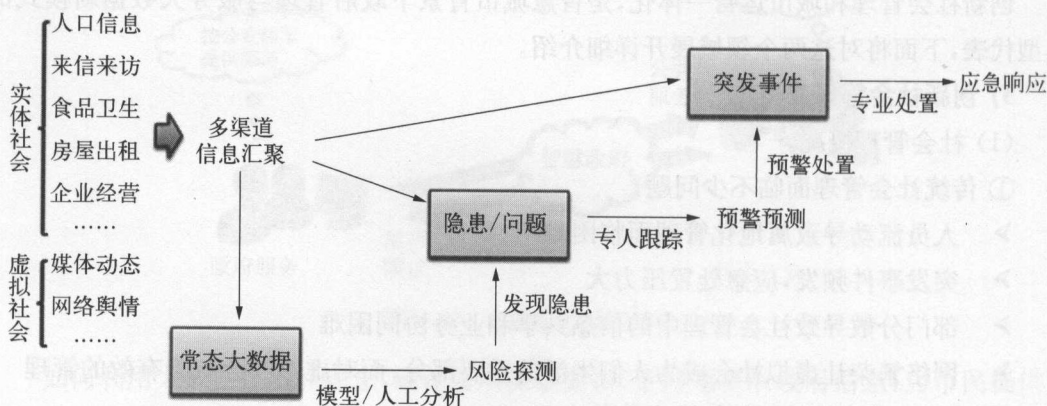 人口信息
来信来访
食品卫生
房屋出租
企业经营
……
实体社会
媒体动态
网络舆情
……
虚拟社会
多渠道
信息汇聚
突发事件
专业处置
应急响应
预警处置
隐患/问题
专人跟踪
预警预测
发现隐患
常态大数据
模型/人工分析
风险探测